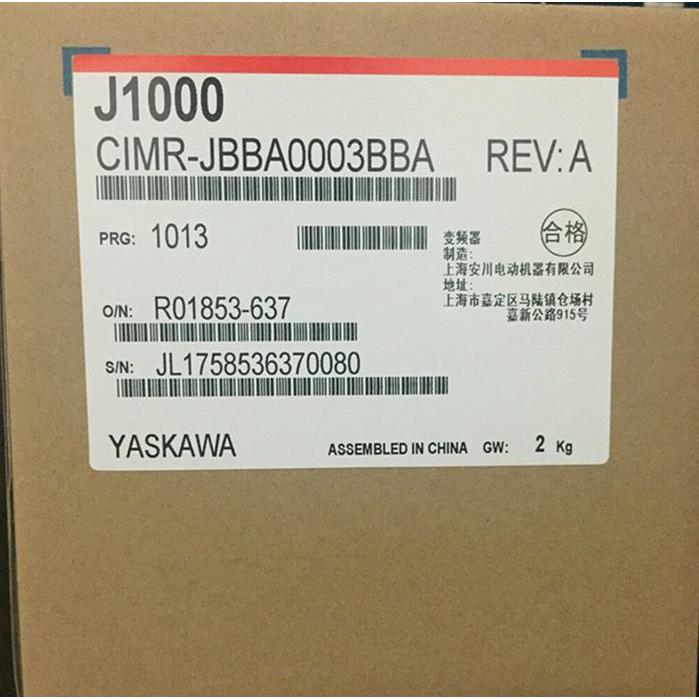 J1000
CIMR-JBBA0003BBA REV: A
PRG: 1013
变频器
合格
制造:
上海安川电动机器有限公司
地址:
上海市嘉定区马陆镇仓场村
嘉新公路915号
O/N: R01853-637
S/N: JL1758536370080
YASKAWA ASSEMBLED IN CHINA GW: 2 Kg